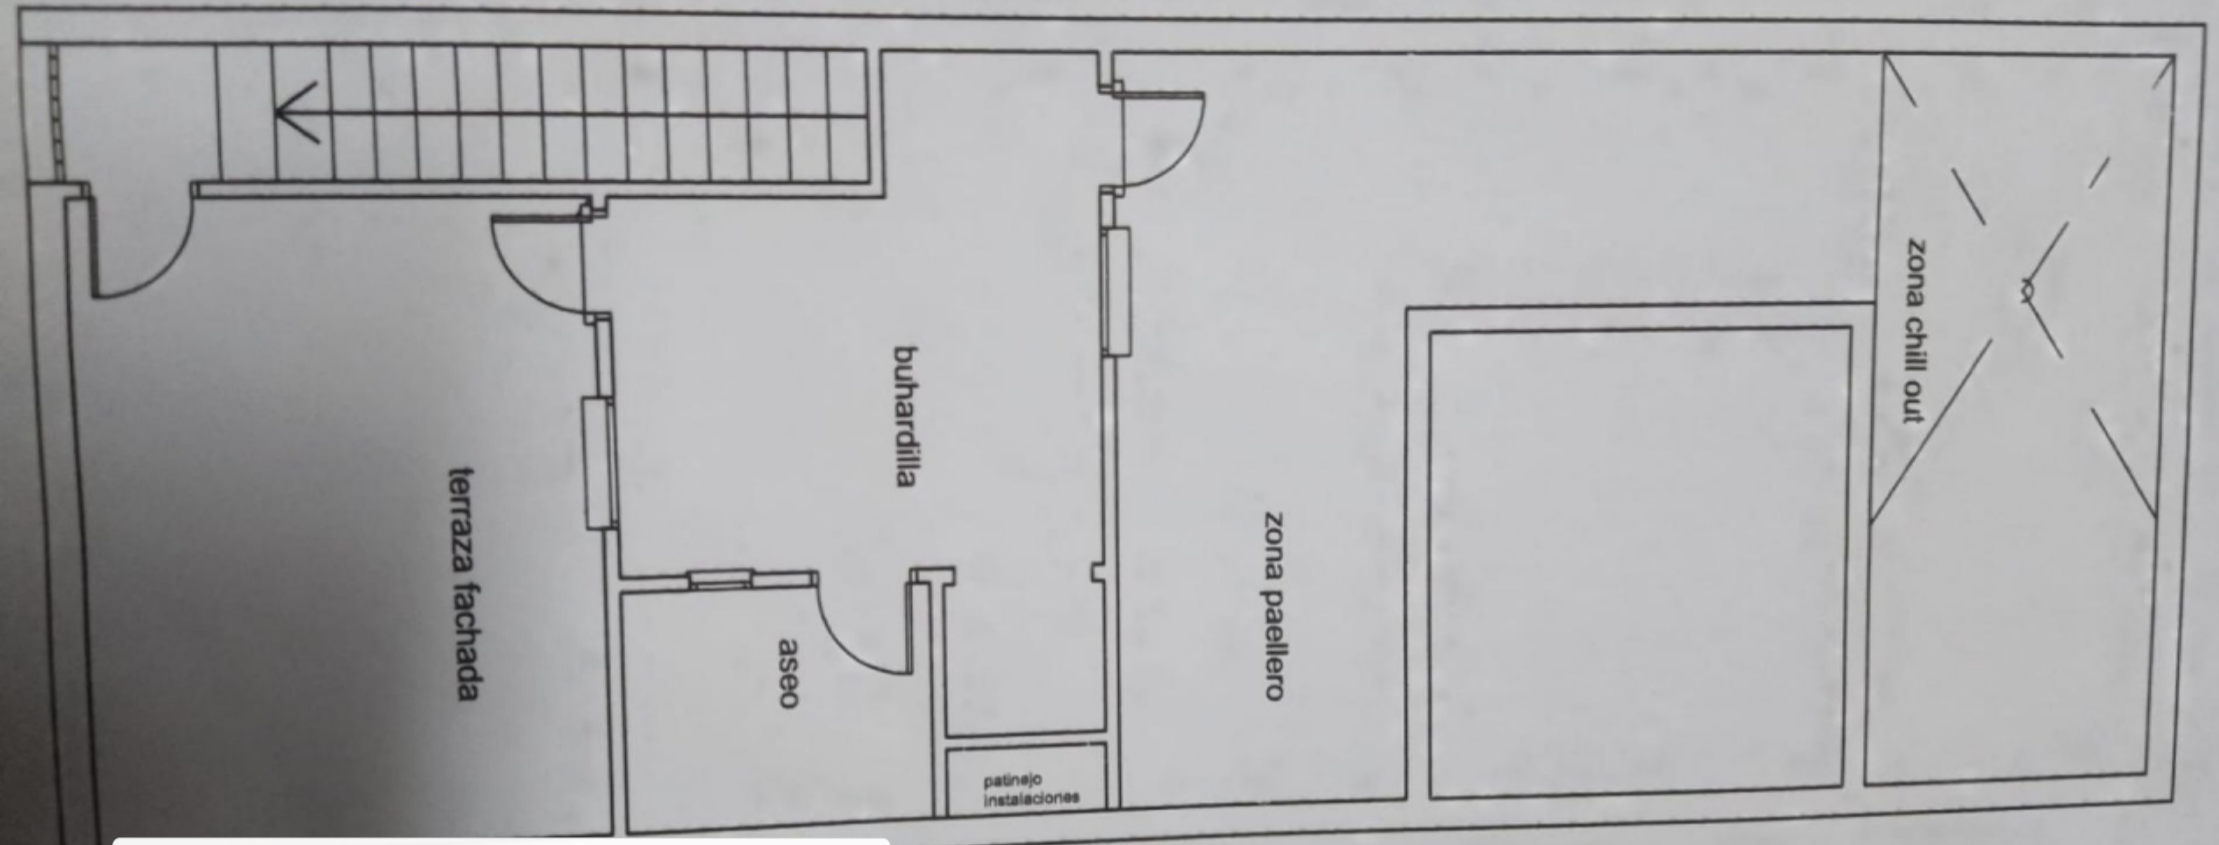 terraza fachada
buhardilla
aseo
patinejo
instalaciones
zona paellero
zona chill out